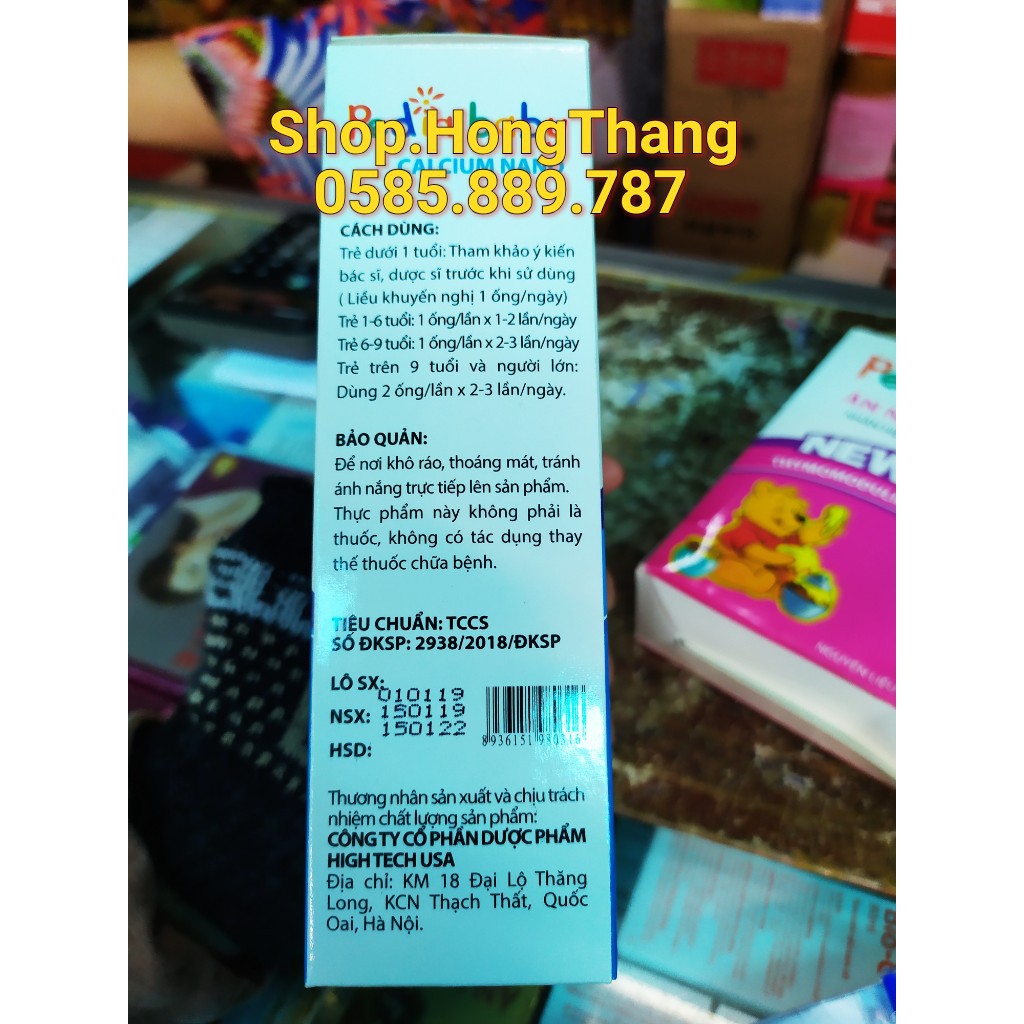 Shop.HongThang
0585.889.787
Pediababy
CALCIUM NANO
CÁCH DÙNG:
Trẻ dưới 1 tuổi: Tham khảo ý kiến
bác sĩ, dược sĩ trước khi sử dùng
( Liều khuyến nghị 1 ống/ngày)
Trẻ 1-6 tuổi: 1 ống/lần x 1-2 lần/ngày
Trẻ 6-9 tuổi: 1 ống/lần x 2-3 lần/ngày
Trẻ trên 9 tuổi và người lớn:
Dùng 2 ống/lần x 2-3 lần/ngày.
BẢO QUẢN:
Để nơi khô ráo, thoáng mát, tránh
ánh nắng trực tiếp lên sản phẩm.
Thực phẩm này không phải là
thuốc, không có tác dụng thay
thế thuốc chữa bệnh.
TIÊU CHUẨN: TCCS
SỐ ĐKSP: 2938/2018/ĐKSP
LÔ SX: 010119
NSX: 150119
HSD: 150122
8936151980316
Thương nhân sản xuất và chịu trách
nhiệm chất lượng sản phẩm:
CÔNG TY CỔ PHẦN DƯỢC PHẨM
HIGH TECH USA
Địa chỉ: KM 18 Đại Lộ Thăng
Long, KCN Thạch Thất, Quốc
Oai, Hà Nội.
NEW
NGUYÊN LIỆU